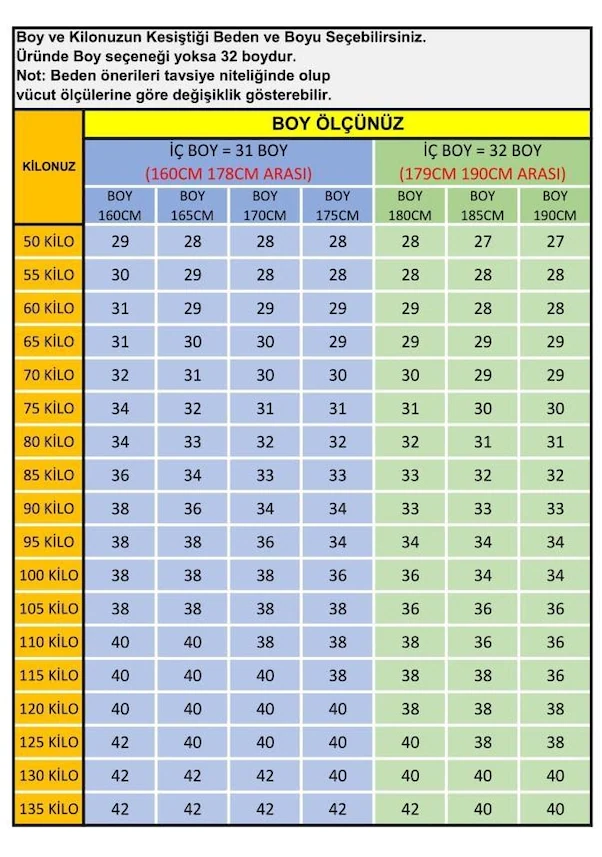 Boy ve Kilonuzun Kesiştiği Beden ve Boyu Seçebilirsiniz.
Üründe Boy seçeneği yoksa 32 boydur.
Not: Beden önerileri tavsiye niteliğinde olup
vücut ölçülerine göre değişiklik gösterebilir.
KİLONUZ
BOY ÖLÇÜNÜZ
İÇ BOY = 31 BOY İÇ BOY = 32 BOY
(160CM 178CM ARASI) (179CM 190CM ARASI)
BOY BOY BOY BOY BOY BOY BOY
160CM 165CM 170CM 175CM 180CM 185CM 190CM
50 KİLO 29 28 28 28 28 27 27
55 KİLO 30 29 28 28 28 28 28
60 KİLO 31 29 29 29 29 28 28
65 KİLO 31 30 30 29 29 29 29
70 KİLO 32 31 30 30 30 29 29
75 KİLO 34 32 31 31 31 30 30
80 KİLO 34 33 32 32 32 31 31
85 KİLO 36 34 33 33 33 32 32
90 KİLO 38 36 34 34 33 33 33
95 KİLO 38 38 36 34 34 34 34
100 KİLO 38 38 38 36 36 34 34
105 KİLO 38 38 38 38 36 36 36
110 KİLO 40 40 38 38 38 36 36
115 KİLO 40 40 40 38 38 38 36
120 KİLO 40 40 40 40 38 38 38
125 KİLO 42 40 40 40 40 38 38
130 KİLO 42 42 42 40 40 40 40
135 KİLO 42 42 42 42 42 40 40